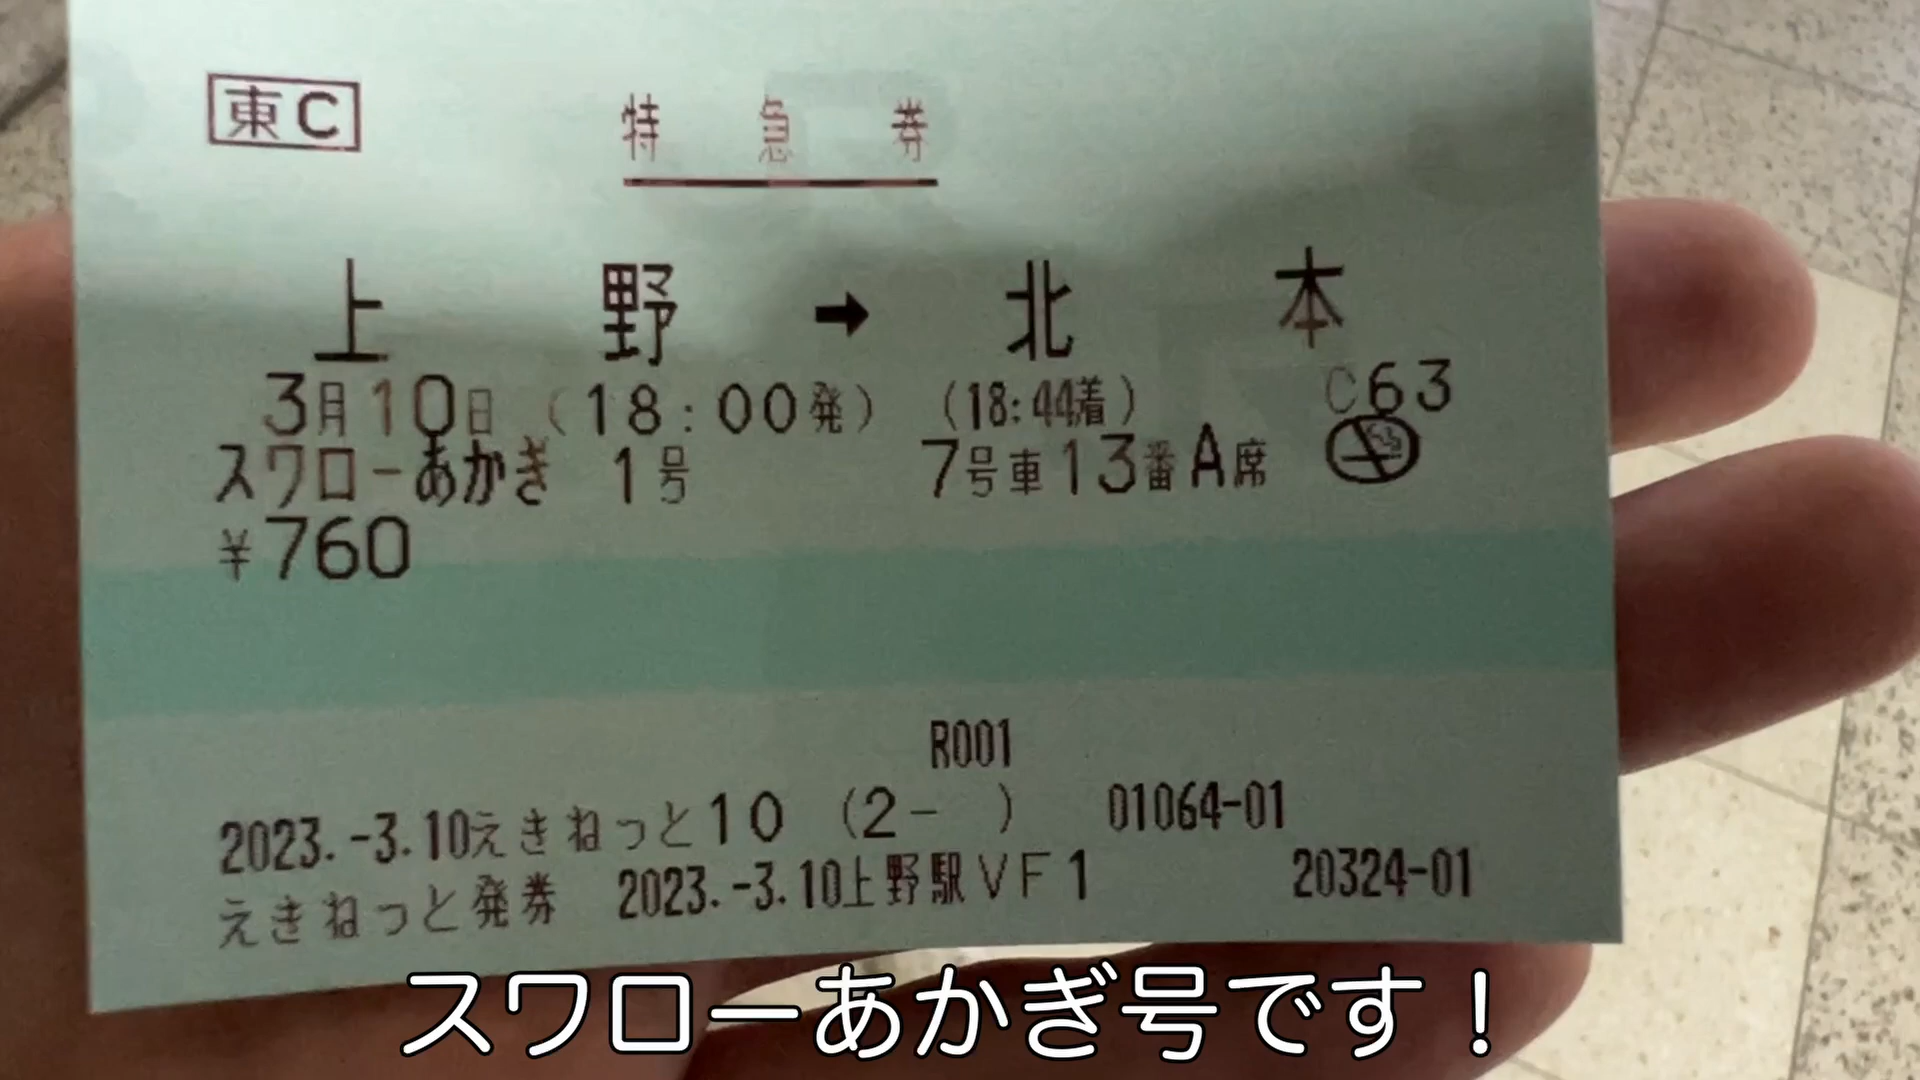 東C 特急券
上野➡北本
3月10日 (18:00発) (18:44着) C63
スワローあかぎ 1号 7号車13番A席
¥760
R001
2023.-3.10えきねっと10 (2- ) 01064-01
えきねっと発券 2023.-3.10上野駅VF1 20324-01
スワローあかぎ号です!